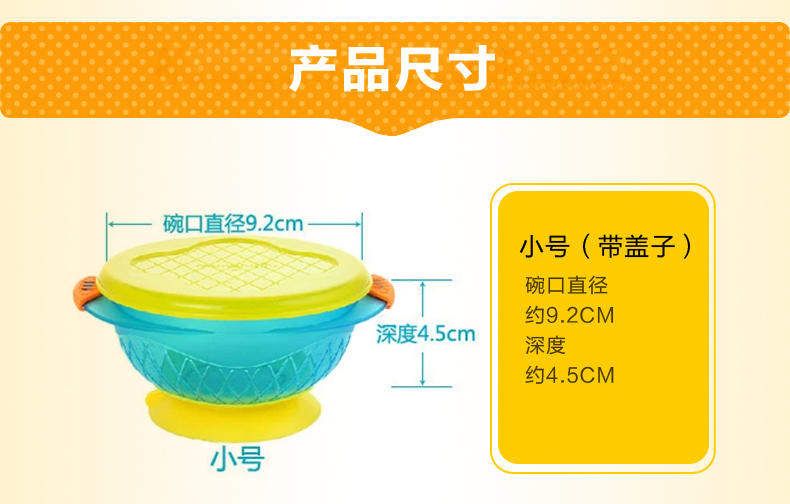 产品尺寸
碗口直径9.2cm
深度4.5cm
小号
小号（带盖子）
碗口直径
约9.2CM
深度
约4.5CM